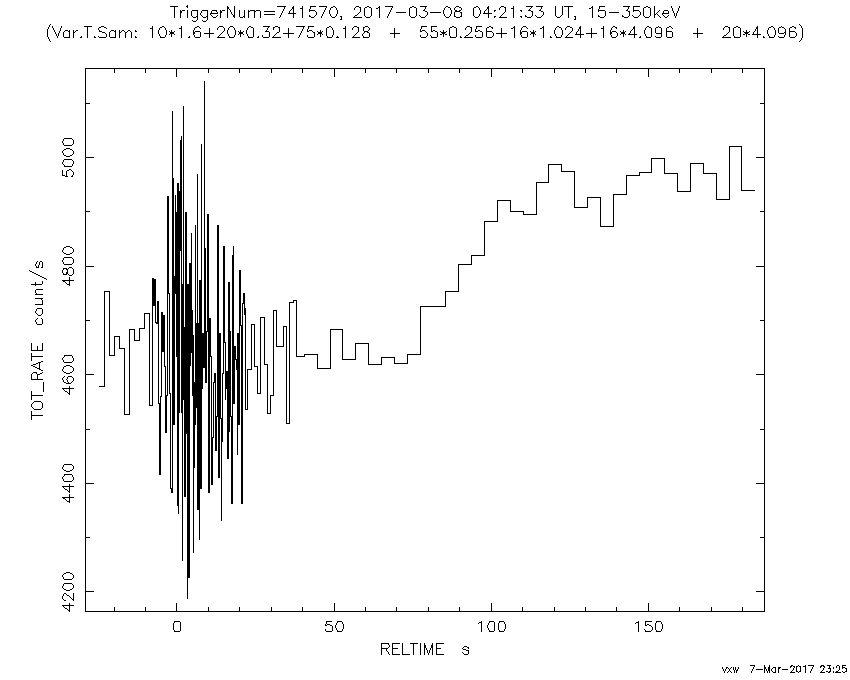 TriggerNum=741570, 2017-03-08 04:21:33 UT, 15-350keV
(Var.T.Sam: 10*1.6+20*0.32+75*0.128 + 55*0.256+16*1.024+16*4.096 + 20*4.096)
5000
4800
4600
4400
4200
TOT_RATE count/s
0 50 100 150
RELTIME s
vxw 7-Mar-2017 23:25